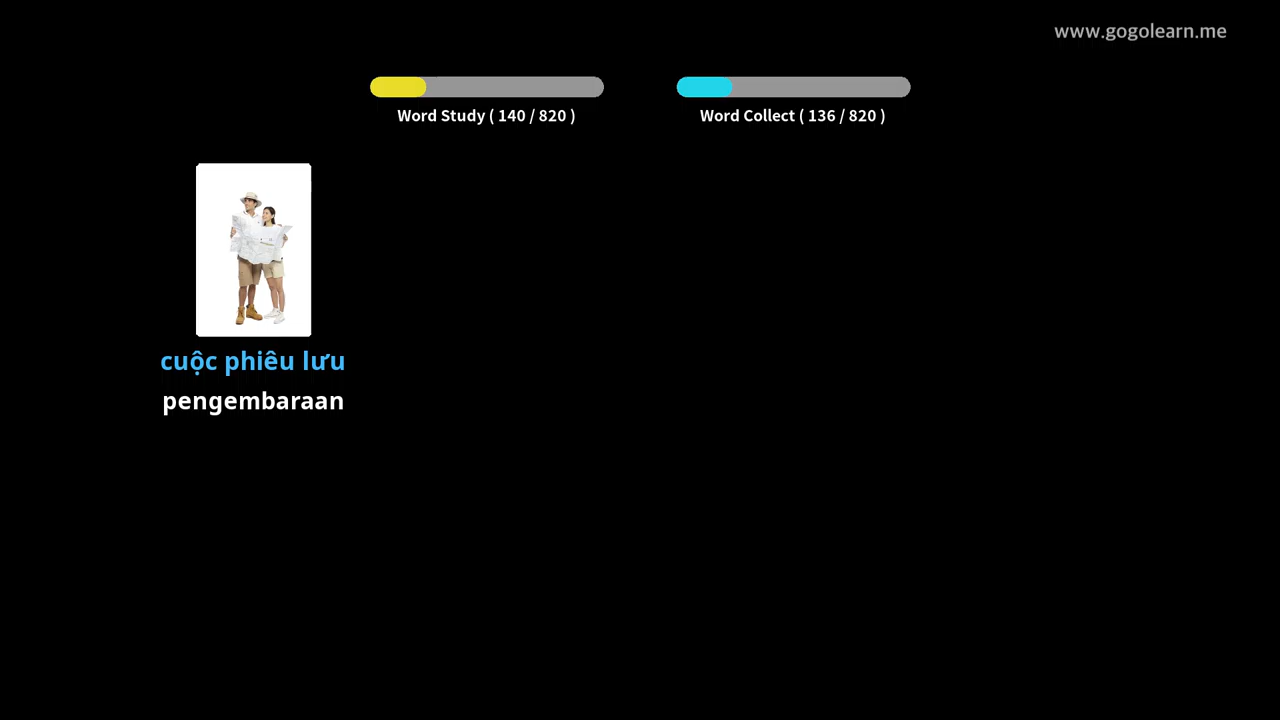 www.gogolearn.me
Word Study ( 140 / 820 )
Word Collect ( 136 / 820 )
cuộc phiêu lưu
pengembaraan